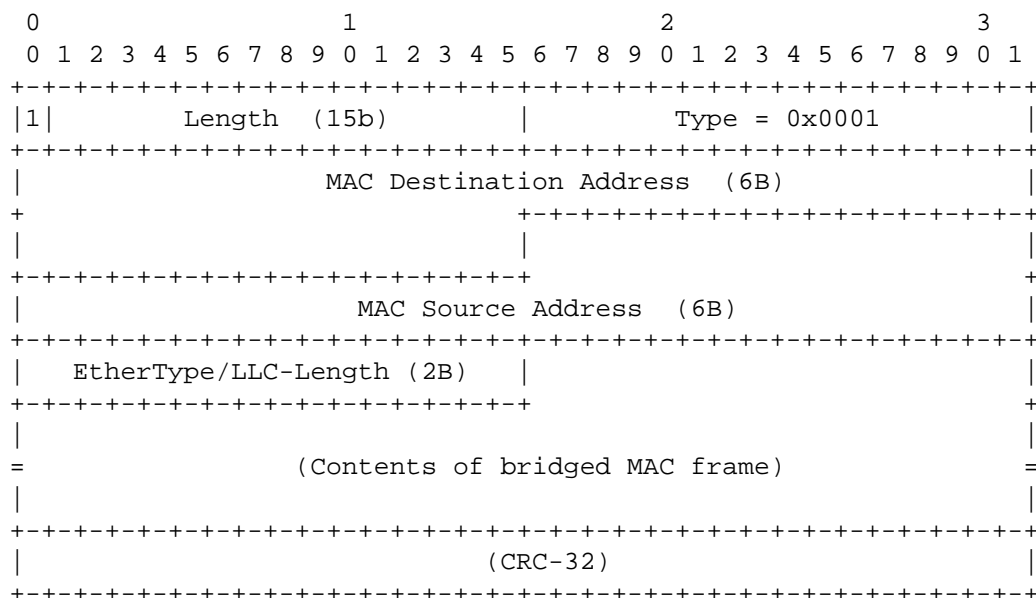 0                   1                   2                   3
 0 1 2 3 4 5 6 7 8 9 0 1 2 3 4 5 6 7 8 9 0 1 2 3 4 5 6 7 8 9 0 1
+-+-+-+-+-+-+-+-+-+-+-+-+-+-+-+-+-+-+-+-+-+-+-+-+-+-+-+-+-+-+-+-+
|1|        Length  (15b)        |         Type = 0x0001         |
+-+-+-+-+-+-+-+-+-+-+-+-+-+-+-+-+-+-+-+-+-+-+-+-+-+-+-+-+-+-+-+-+
|                   MAC Destination Address  (6B)               |
+                               +-+-+-+-+-+-+-+-+-+-+-+-+-+-+-+-+
|                               |                               |
+-+-+-+-+-+-+-+-+-+-+-+-+-+-+-+-+                               +
|                     MAC Source Address  (6B)                  |
+-+-+-+-+-+-+-+-+-+-+-+-+-+-+-+-+-+-+-+-+-+-+-+-+-+-+-+-+-+-+-+-+
|   EtherType/LLC-Length (2B)   |                               |
+-+-+-+-+-+-+-+-+-+-+-+-+-+-+-+-+                               +
|                                                               |
=                 (Contents of bridged MAC frame)               =
|                                                               |
+-+-+-+-+-+-+-+-+-+-+-+-+-+-+-+-+-+-+-+-+-+-+-+-+-+-+-+-+-+-+-+-+
|                             (CRC-32)                          |
+-+-+-+-+-+-+-+-+-+-+-+-+-+-+-+-+-+-+-+-+-+-+-+-+-+-+-+-+-+-+-+-+